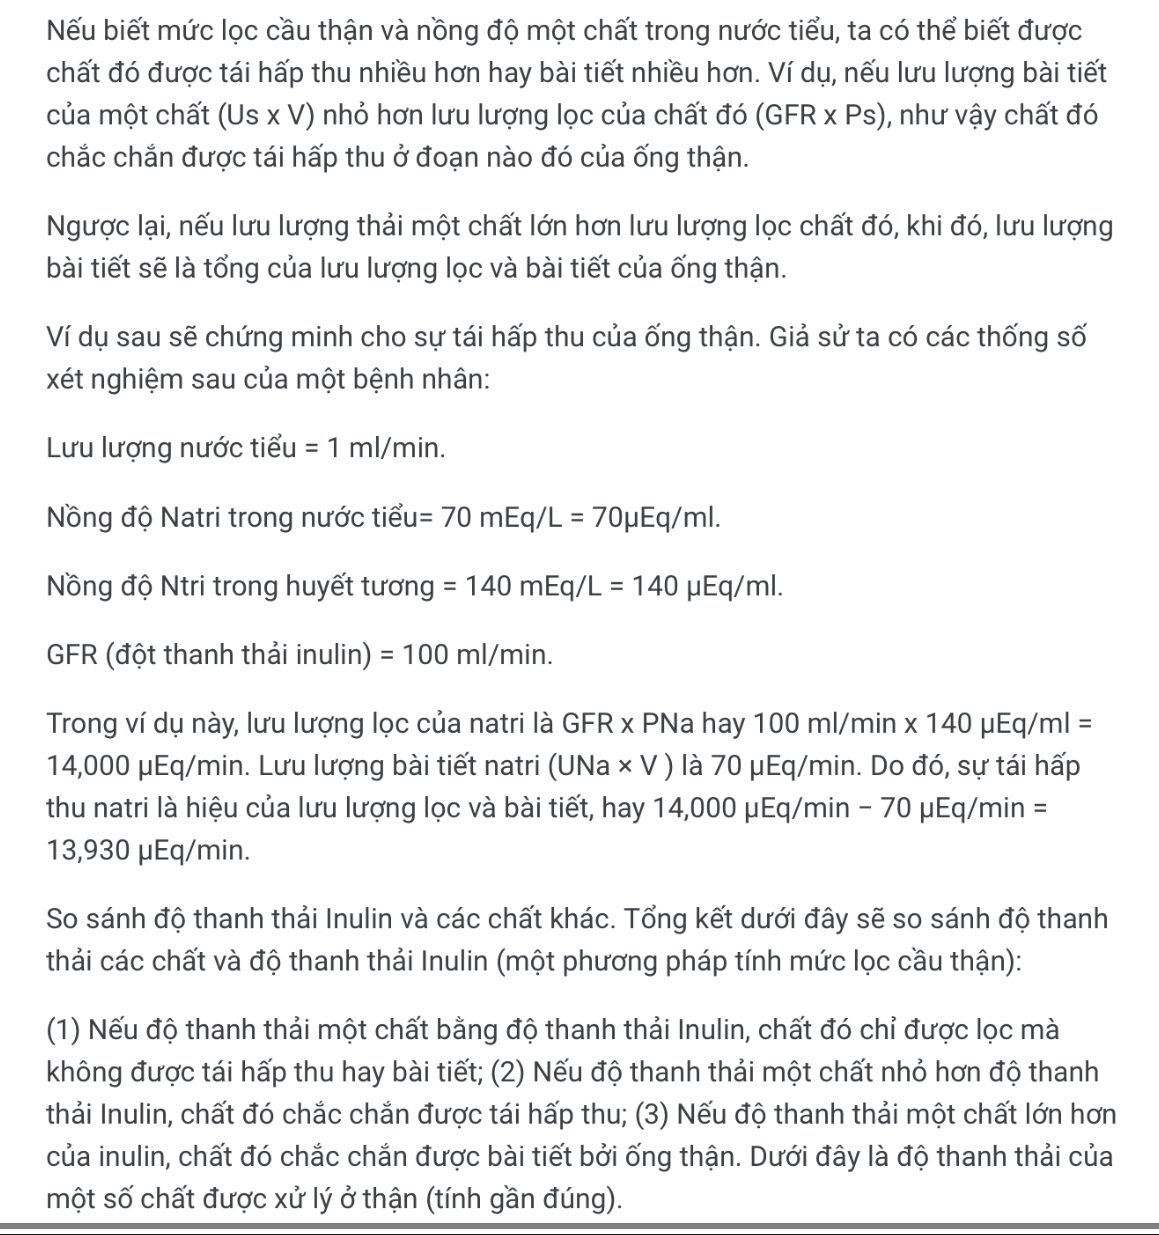 Nếu biết mức lọc cầu thận và nồng độ một chất trong nước tiểu, ta có thể biết được
chất đó được tái hấp thu nhiều hơn hay bài tiết nhiều hơn. Ví dụ, nếu lưu lượng bài tiết
của một chất (Us x V) nhỏ hơn lưu lượng lọc của chất đó (GFR x Ps), như vậy chất đó
chắc chắn được tái hấp thu ở đoạn nào đó của ống thận.
Ngược lại, nếu lưu lượng thải một chất lớn hơn lưu lượng lọc chất đó, khi đó, lưu lượng
bài tiết sẽ là tổng của lưu lượng lọc và bài tiết của ống thận.
Ví dụ sau sẽ chứng minh cho sự tái hấp thu của ống thận. Giả sử ta có các thống số
xét nghiệm sau của một bệnh nhân:
Lưu lượng nước tiểu = 1 ml/min.
Nồng độ Natri trong nước tiểu= 70 mEq/L = 70μEq/ml.
Nồng độ Ntri trong huyết tương = 140 mEq/L = 140 μEq/ml.
GFR (đột thanh thải inulin) = 100 ml/min.
Trong ví dụ này, lưu lượng lọc của natri là GFR x PNa hay 100 ml/min x 140 μEq/ml =
14,000 μEq/min. Lưu lượng bài tiết natri (UNa × V ) là 70 μEq/min. Do đó, sự tái hấp
thu natri là hiệu của lưu lượng lọc và bài tiết, hay 14,000 μEq/min − 70 μEq/min =
13,930 μEq/min.
So sánh độ thanh thải Inulin và các chất khác. Tổng kết dưới đây sẽ so sánh độ thanh
thải các chất và độ thanh thải Inulin (một phương pháp tính mức lọc cầu thận):
(1) Nếu độ thanh thải một chất bằng độ thanh thải Inulin, chất đó chỉ được lọc mà
không được tái hấp thu hay bài tiết; (2) Nếu độ thanh thải một chất nhỏ hơn độ thanh
thải Inulin, chất đó chắc chắn được tái hấp thu; (3) Nếu độ thanh thải một chất lớn hơn
của inulin, chất đó chắc chắn được bài tiết bởi ống thận. Dưới đây là độ thanh thải của
một số chất được xử lý ở thận (tính gần đúng).